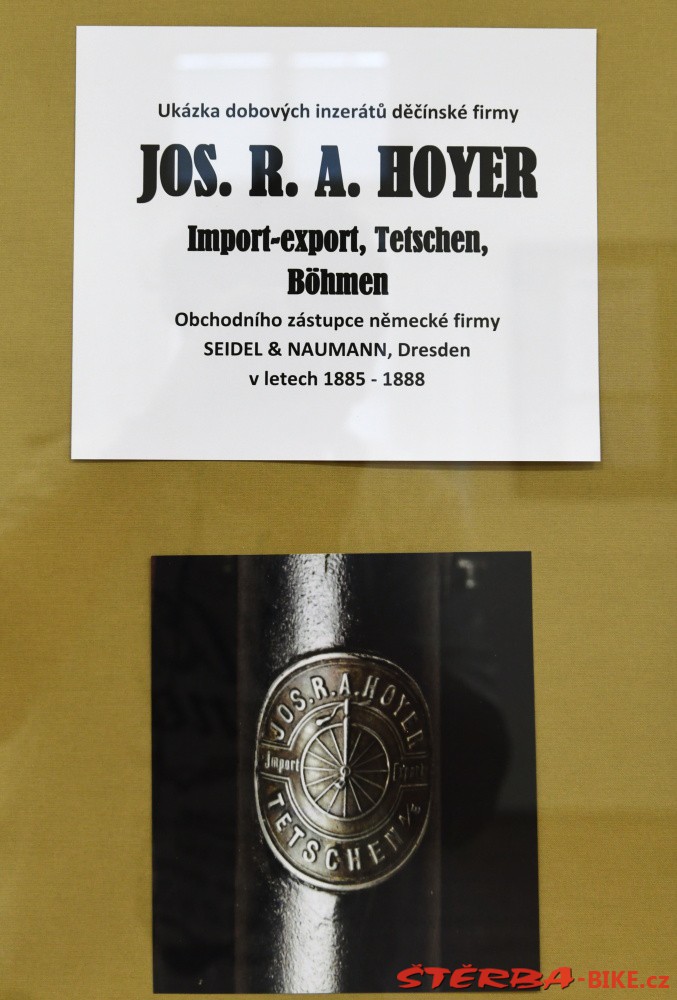 Ukázka dobových inzerátů děčínské firmy
JOS. R. A. HOYER
Import-export, Tetschen,
Böhmen
Obchodního zástupce německé firmy
SEIDEL & NAUMANN, Dresden
v letech 1885 - 1888
JOS.R.A.HOYER
Import
Export
TETSCHEN A/E
ŠTĚRBA-BIKE.cz